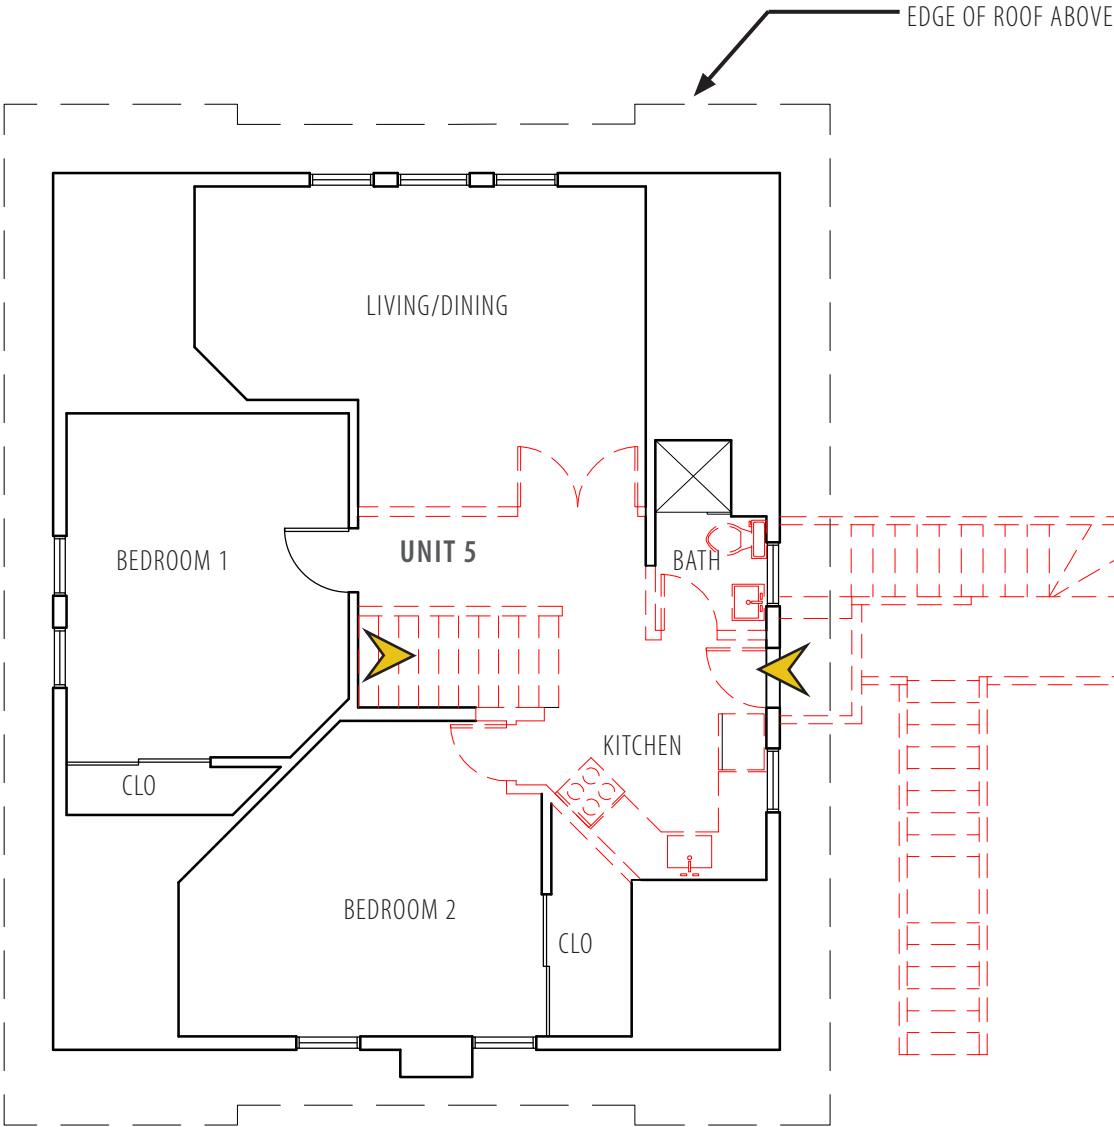 EDGE OF ROOF ABOVE
LIVING/DINING
BEDROOM 1
UNIT 5
BATH
KITCHEN
CLO
BEDROOM 2
CLO